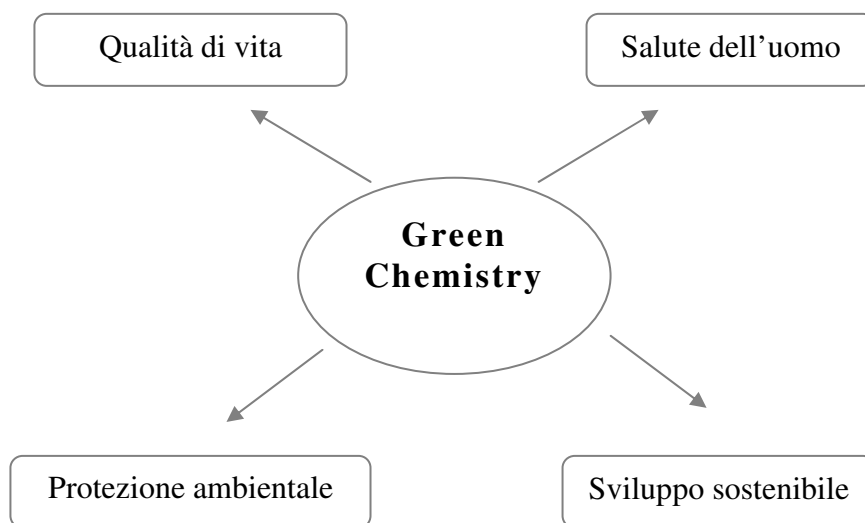 Qualità di vita
Salute dell’uomo
Green
Chemistry
Protezione ambientale
Sviluppo sostenibile